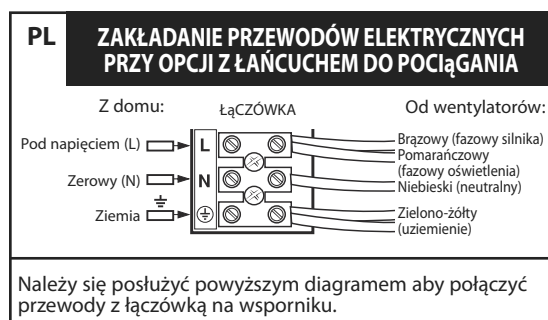 PL
ZAKŁADANIE PRZEWODÓW ELEKTRYCZNYCH
PRZY OPCJI Z ŁAŃCUCHEM DO POCIąGANIA
Z domu:
ŁąCZÓWKA
Od wentylatorów:
Pod napięciem (L)
L
Brązowy (fazowy silnika)
Pomarańczowy
(fazowy oświetlenia)
Zerowy (N)
N
Niebieski (neutralny)
Ziemia
Zielono-żółty
(uziemienie)
Należy się posłużyć powyższym diagramem aby połączyć
przewody z łączówką na wsporniku.